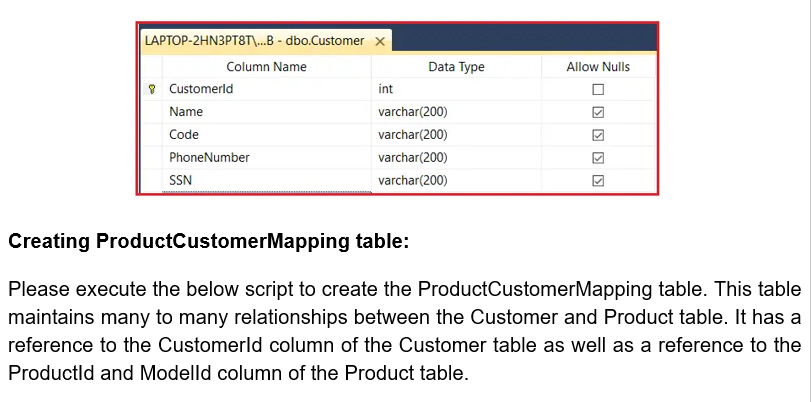 LAPTOP-2HN3PT8T\...B - dbo.Customer ×
Column Name Data Type Allow Nulls
CustomerId int
Name varchar(200)
Code varchar(200)
PhoneNumber varchar(200)
SSN varchar(200)
Creating ProductCustomerMapping table:
Please execute the below script to create the ProductCustomerMapping table. This table
maintains many to many relationships between the Customer and Product table. It has a
reference to the CustomerId column of the Customer table as well as a reference to the
ProductId and ModelId column of the Product table.